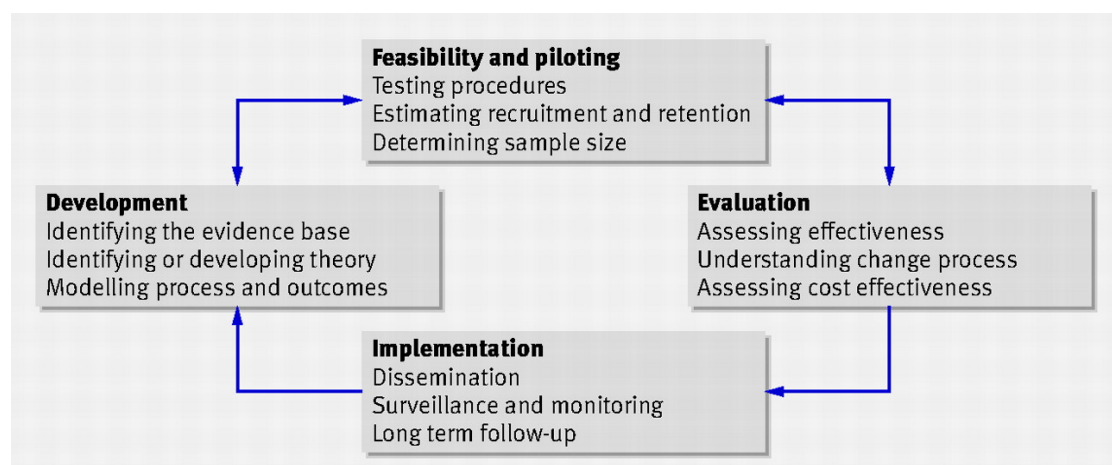 Feasibility and piloting
Testing procedures
Estimating recruitment and retention
Determining sample size
Development
Identifying the evidence base
Identifying or developing theory
Modelling process and outcomes
Evaluation
Assessing effectiveness
Understanding change process
Assessing cost effectiveness
Implementation
Dissemination
Surveillance and monitoring
Long term follow-up